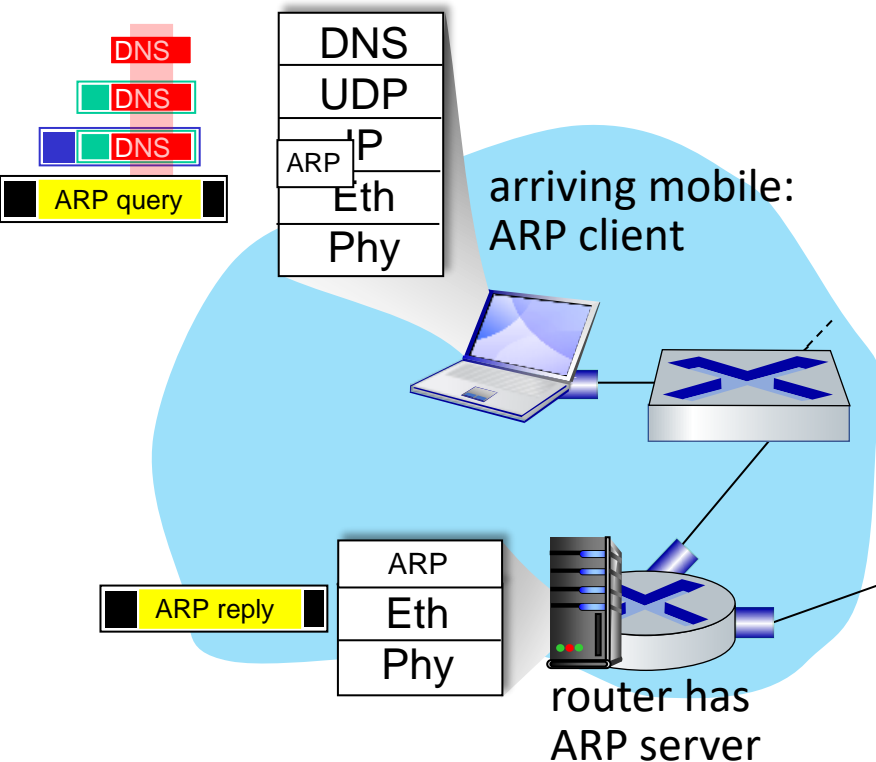 DNS
DNS
DNS
ARP query
DNS
UDP
IP
ARP
Eth
Phy
arriving mobile:
ARP client
ARP reply
ARP
Eth
Phy
router has
ARP server